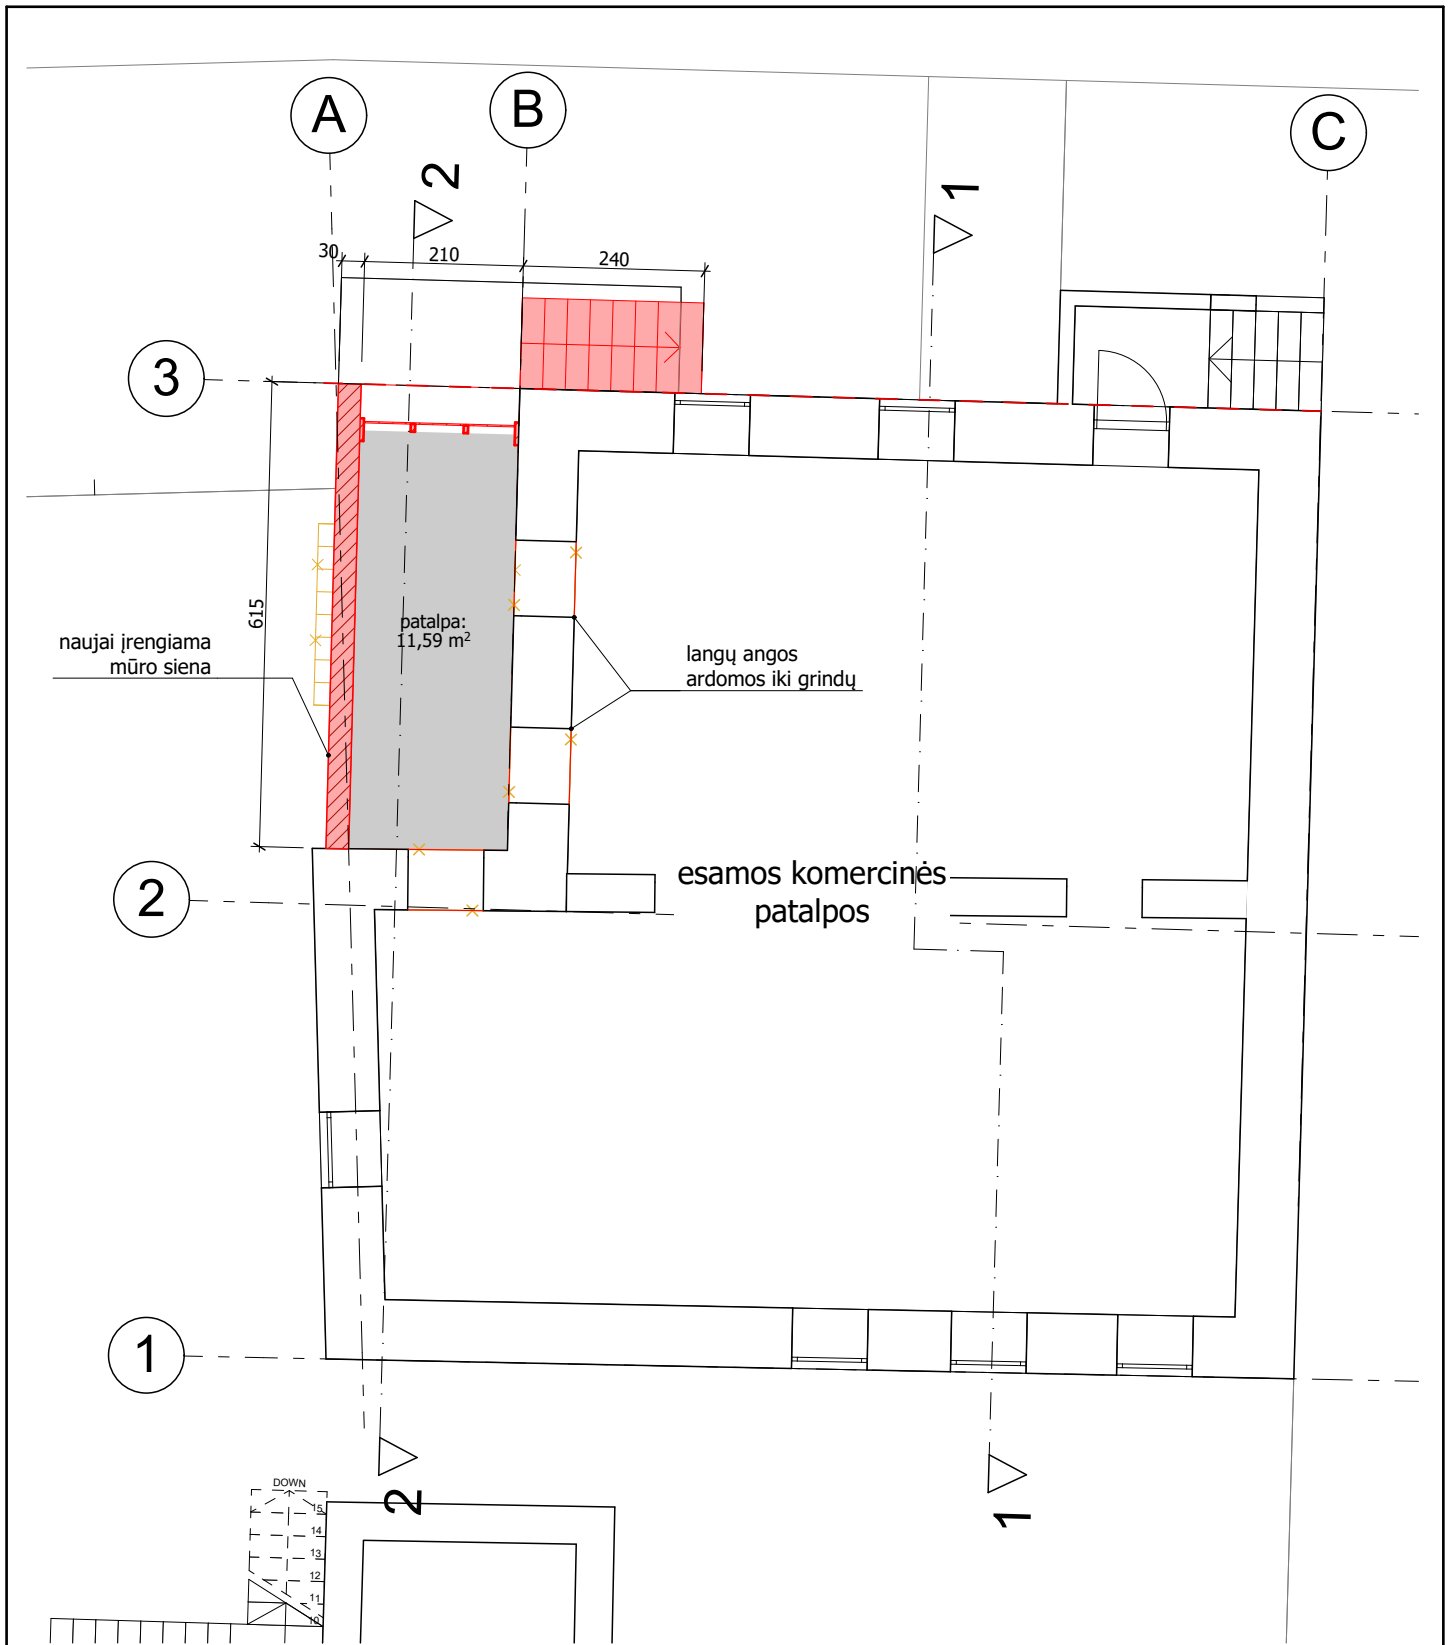 A
B
C
2
1
30
210
240
3
615
patalpa:
11,59 m²
naujai įrengiama
mūro siena
langų angos
ardomos iki grindų
esamos komercinės
patalpos
2
1
2
1
DOWN
15
14
13
12
11
10